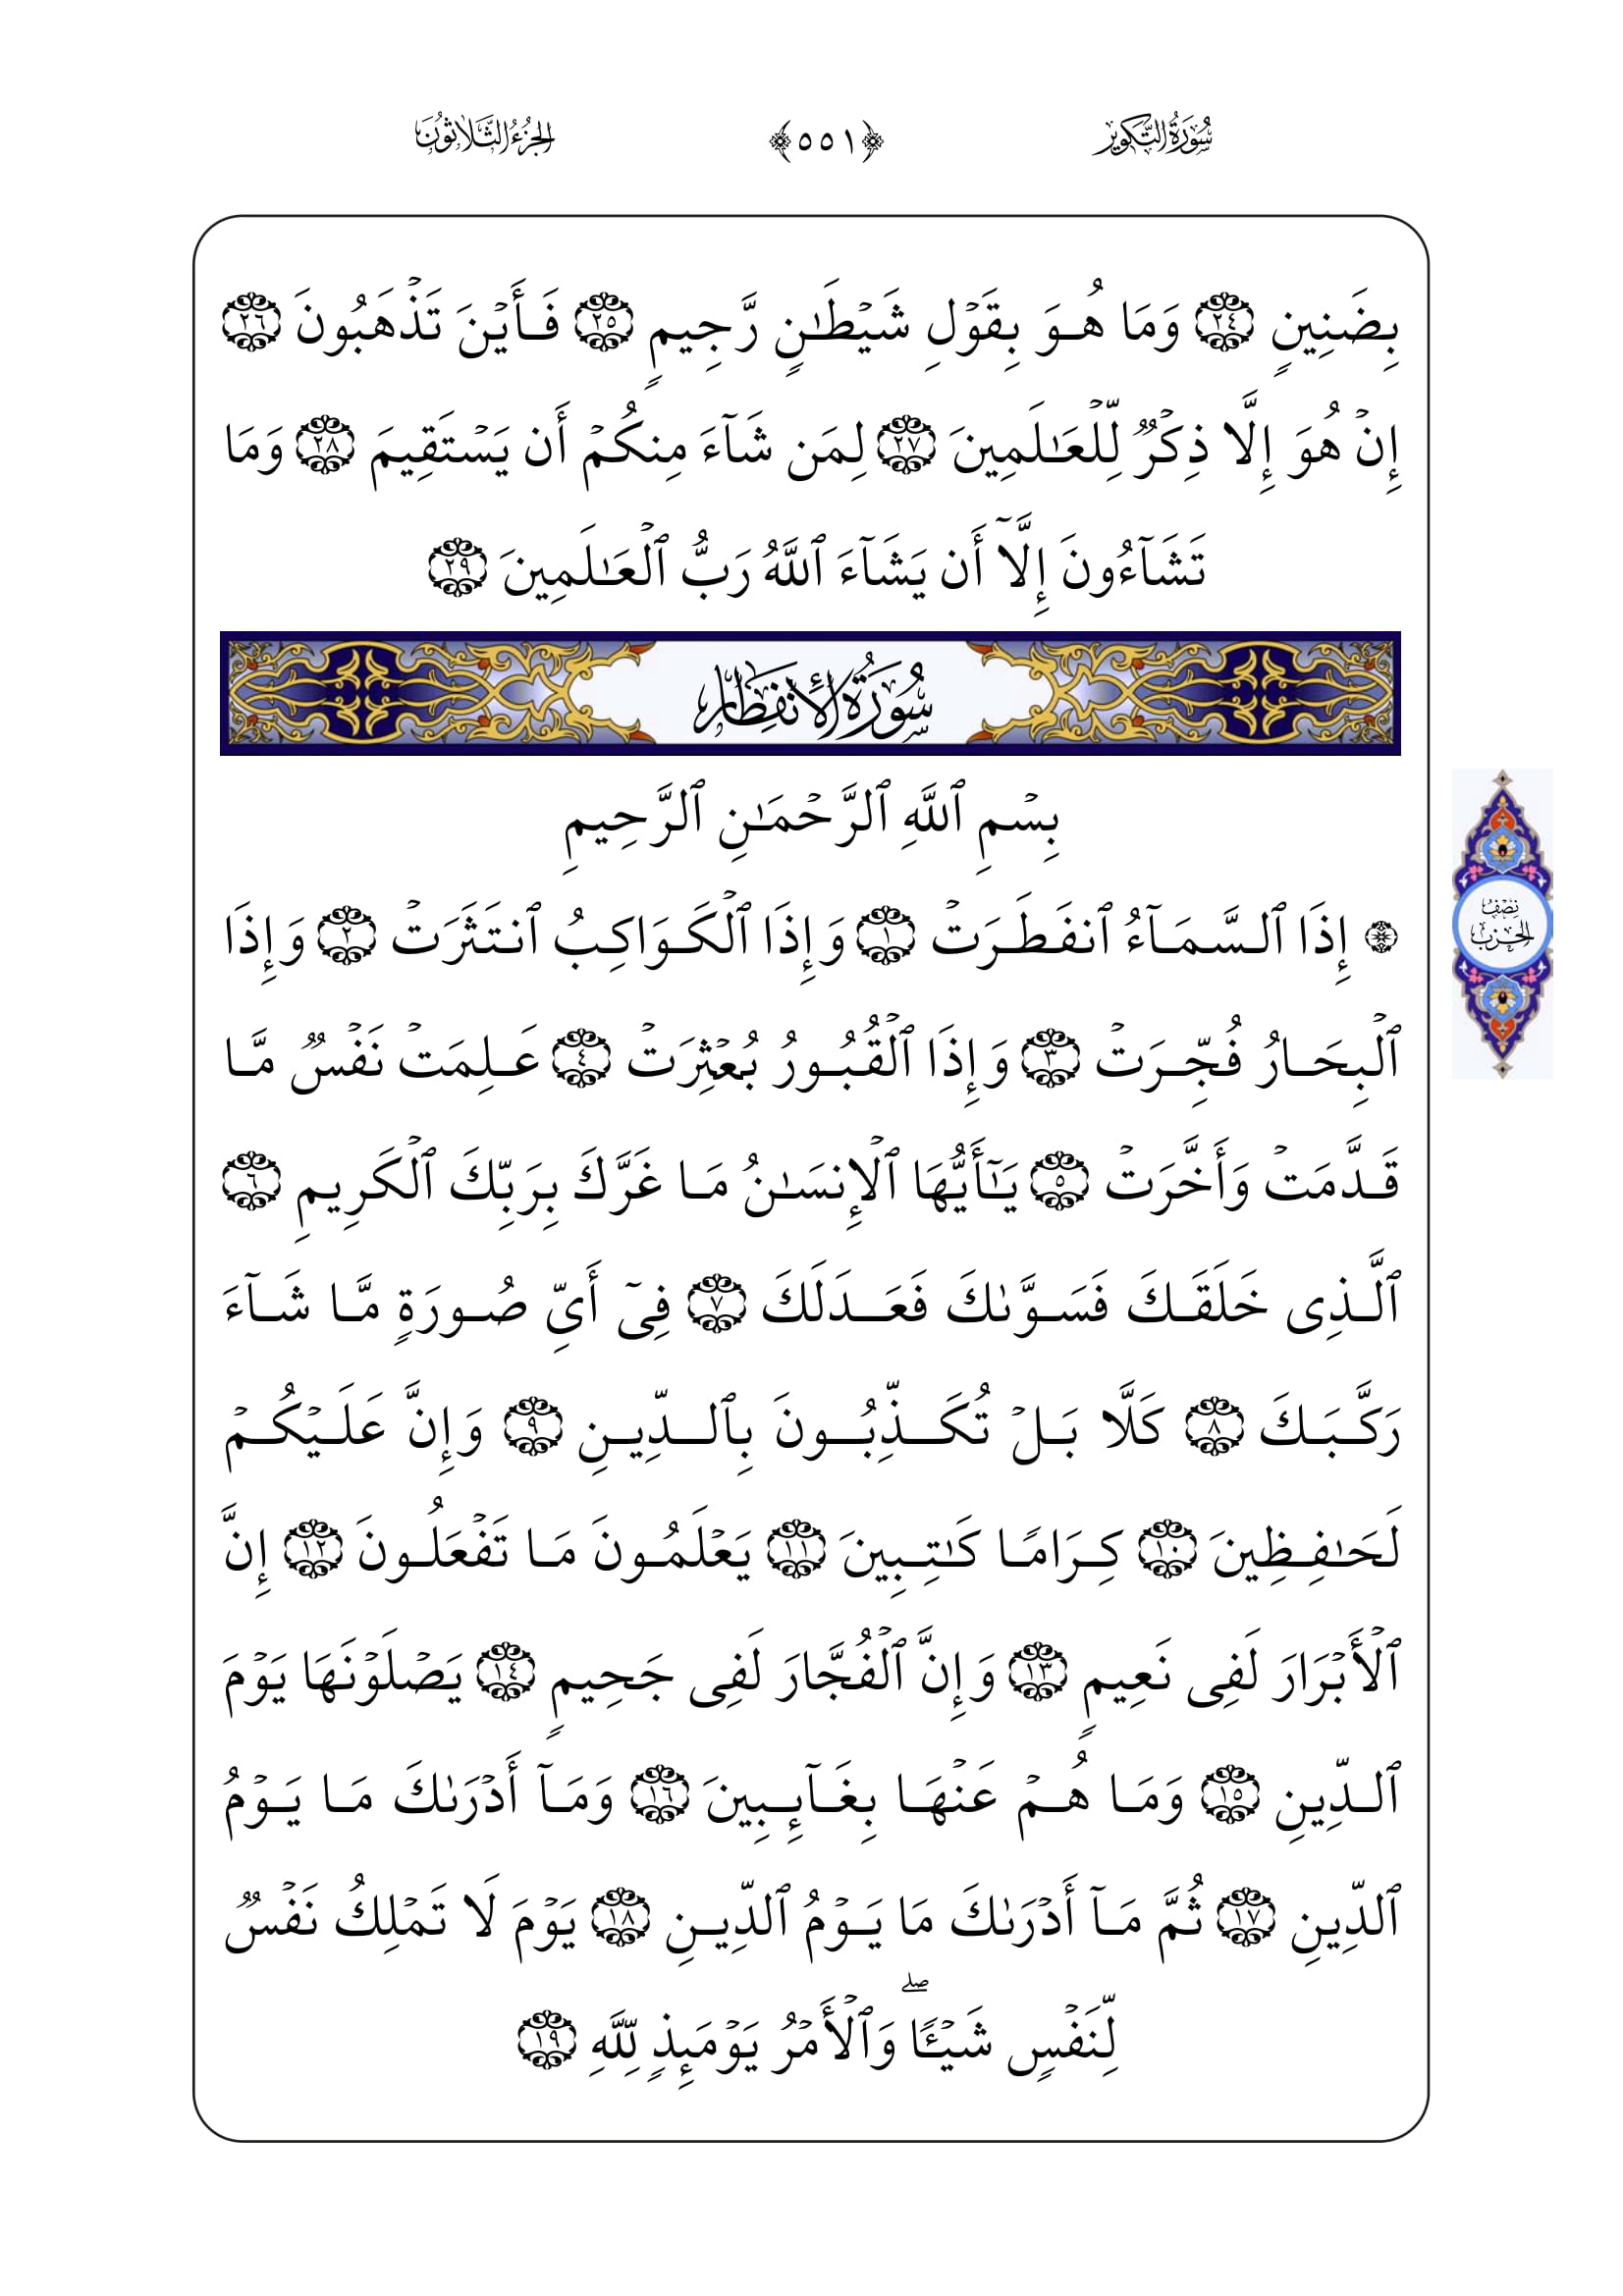 سُورَةُ التَّكْوِيرِ ﴿٥٥١﴾ الجُزْءُ الثَّلَاثُونَ
بِضَنِينٍ ٢٤ وَمَا هُوَ بِقَوۡلِ شَيۡطَٰنٍ رَّجِيمٍ ٢٥ فَأَيۡنَ تَذۡهَبُونَ ٢٦
إِنۡ هُوَ إِلَّا ذِكۡرٌ لِّلۡعَٰلَمِينَ ٢٧ لِمَن شَآءَ مِنكُمۡ أَن يَسۡتَقِيمَ ٢٨ وَمَا
تَشَآءُونَ إِلَّآ أَن يَشَآءَ ٱللَّهُ رَبُّ ٱلۡعَٰلَمِينَ ٢٩
سُورَةُ الِانفِطَارِ
بِسۡمِ ٱللَّهِ ٱلرَّحۡمَٰنِ ٱلرَّحِيمِ
۞ إِذَا ٱلسَّمَآءُ ٱنفَطَرَتۡ ١ وَإِذَا ٱلۡكَوَاكِبُ ٱنتَثَرَتۡ ٢ وَإِذَا
نِصْفُ الحِزْبِ
ٱلۡبِحَارُ فُجِّرَتۡ ٣ وَإِذَا ٱلۡقُبُورُ بُعۡثِرَتۡ ٤ عَلِمَتۡ نَفۡسٌ مَّا
قَدَّمَتۡ وَأَخَّرَتۡ ٥ يَٰٓأَيُّهَا ٱلۡإِنسَٰنُ مَا غَرَّكَ بِرَبِّكَ ٱلۡكَرِيمِ ٦
ٱلَّذِي خَلَقَكَ فَسَوَّىٰكَ فَعَدَلَكَ ٧ فِيٓ أَيِّ صُورَةٍ مَّا شَآءَ
رَكَّبَكَ ٨ كَلَّا بَلۡ تُكَذِّبُونَ بِٱلدِّينِ ٩ وَإِنَّ عَلَيۡكُمۡ
لَحَٰفِظِينَ ١٠ كِرَامًا كَٰتِبِينَ ١١ يَعۡلَمُونَ مَا تَفۡعَلُونَ ١٢ إِنَّ
ٱلۡأَبۡرَارَ لَفِي نَعِيمٍ ١٣ وَإِنَّ ٱلۡفُجَّارَ لَفِي جَحِيمٍ ١٤ يَصۡلَوۡنَهَا يَوۡمَ
ٱلدِّينِ ١٥ وَمَا هُمۡ عَنۡهَا بِغَآئِبِينَ ١٦ وَمَآ أَدۡرَىٰكَ مَا يَوۡمُ
ٱلدِّينِ ١٧ ثُمَّ مَآ أَدۡرَىٰكَ مَا يَوۡمُ ٱلدِّينِ ١٨ يَوۡمَ لَا تَمۡلِكُ نَفۡسٌ
لِّنَفۡسٍ شَيۡـًٔاۖ وَٱلۡأَمۡرُ يَوۡمَئِذٍ لِّلَّهِ ١٩